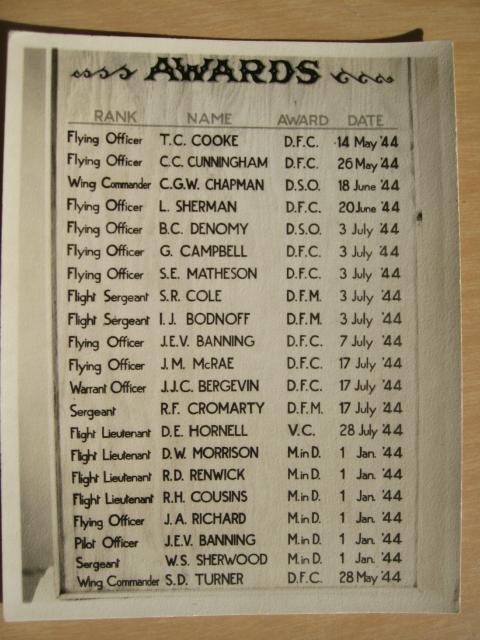 AWARDS
RANK NAME AWARD DATE
Flying Officer T.C. COOKE D.F.C. 14 May '44
Flying Officer C.C. CUNNINGHAM D.F.C. 26 May '44
Wing Commander C.G.W. CHAPMAN D.S.O. 18 June '44
Flying Officer L. SHERMAN D.F.C. 20 June '44
Flying Officer B.C. DENOMY D.S.O. 3 July '44
Flying Officer G. CAMPBELL D.F.C. 3 July '44
Flying Officer S.E. MATHESON D.F.C. 3 July '44
Flight Sergeant S.R. COLE D.F.M. 3 July '44
Flight Sergeant I.J. BODNOFF D.F.M. 3 July '44
Flying Officer J.E.V. BANNING D.F.C. 7 July '44
Flying Officer J.M. McRAE D.F.C. 17 July '44
Warrant Officer J.J.C. BERGEVIN D.F.C. 17 July '44
Sergeant R.F. CROMARTY D.F.M. 17 July '44
Flight Lieutenant D.E. HORNELL V.C. 28 July '44
Flight Lieutenant D.W. MORRISON M.in D. 1 Jan. '44
Flight Lieutenant R.D. RENWICK M.in D. 1 Jan. '44
Flight Lieutenant R.H. COUSINS M.in D. 1 Jan. '44
Flying Officer J.A. RICHARD M.in D. 1 Jan. '44
Pilot Officer J.E.V. BANNING M.in D. 1 Jan. '44
Sergeant W.S. SHERWOOD M.in D. 1 Jan. '44
Wing Commander S.D. TURNER D.F.C. 28 May '44